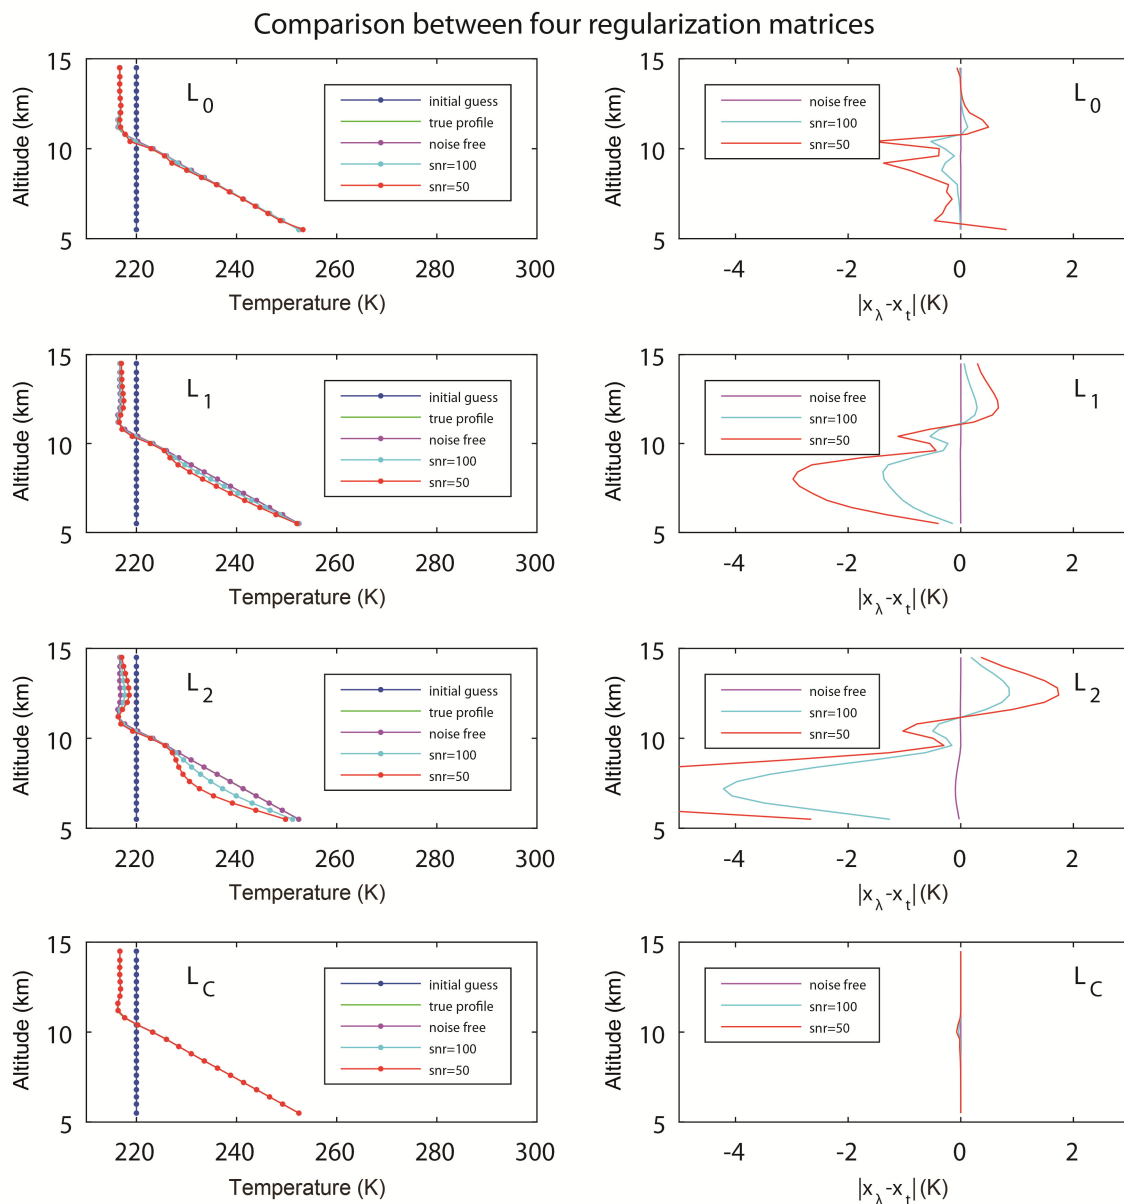 Comparison between four regularization matrices
15
10
5
Altitude (km)
L0
initial guess
true profile
noise free
snr=100
snr=50
220 240 260 280 300
Temperature (K)
15
10
5
Altitude (km)
noise free
snr=100
snr=50
L0
-4 -2 0 2
|xλ-xt| (K)
15
10
5
Altitude (km)
L1
initial guess
true profile
noise free
snr=100
snr=50
220 240 260 280 300
Temperature (K)
15
10
5
Altitude (km)
noise free
snr=100
snr=50
L1
-4 -2 0 2
|xλ-xt| (K)
15
10
5
Altitude (km)
L2
initial guess
true profile
noise free
snr=100
snr=50
220 240 260 280 300
Temperature (K)
15
10
5
Altitude (km)
noise free
snr=100
snr=50
L2
-4 -2 0 2
|xλ-xt| (K)
15
10
5
Altitude (km)
LC
initial guess
true profile
noise free
snr=100
snr=50
220 240 260 280 300
Temperature (K)
15
10
5
Altitude (km)
noise free
snr=100
snr=50
LC
-4 -2 0 2
|xλ-xt| (K)